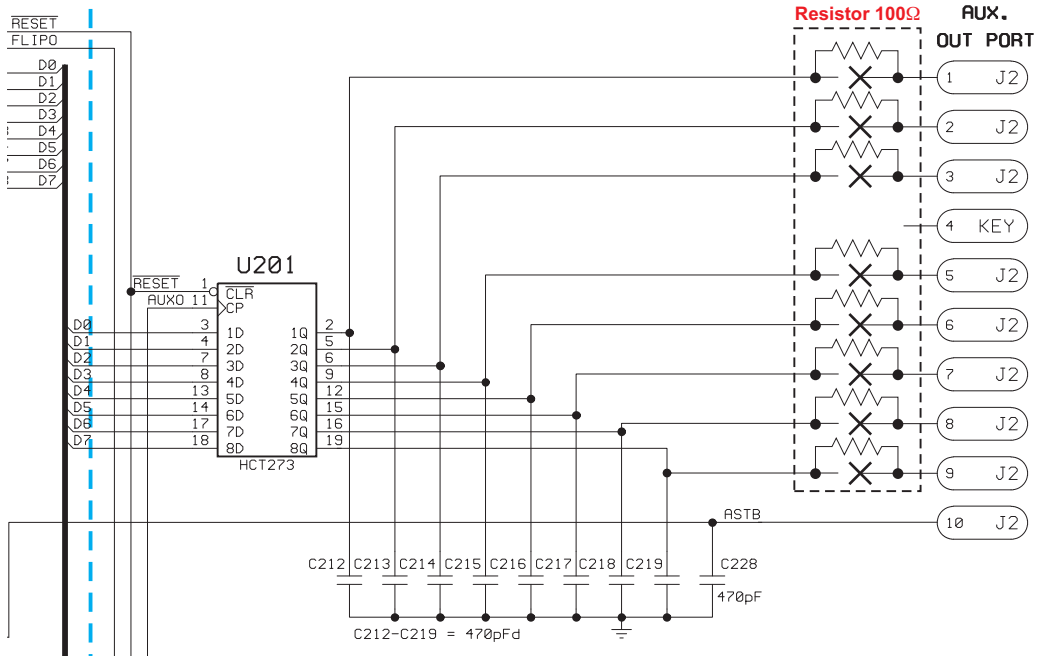 RESET
FLIPO
D0
D1
D2
D3
D4
D5
D6
D7
Resistor 100Ω
AUX.
OUT PORT
1 J2
2 J2
3 J2
4 KEY
5 J2
6 J2
7 J2
8 J2
9 J2
10 J2
U201
RESET 1 CLR
AUXO 11 CP
D0 3 1D 1Q 2
D1 4 2D 2Q 5
D2 7 3D 3Q 6
D3 8 4D 4Q 9
D4 13 5D 5Q 12
D5 14 6D 6Q 15
D6 17 7D 7Q 16
D7 18 8D 8Q 19
HCT273
ASTB
C212 C213 C214 C215 C216 C217 C218 C219 C228
470pF
C212-C219 = 470pFd